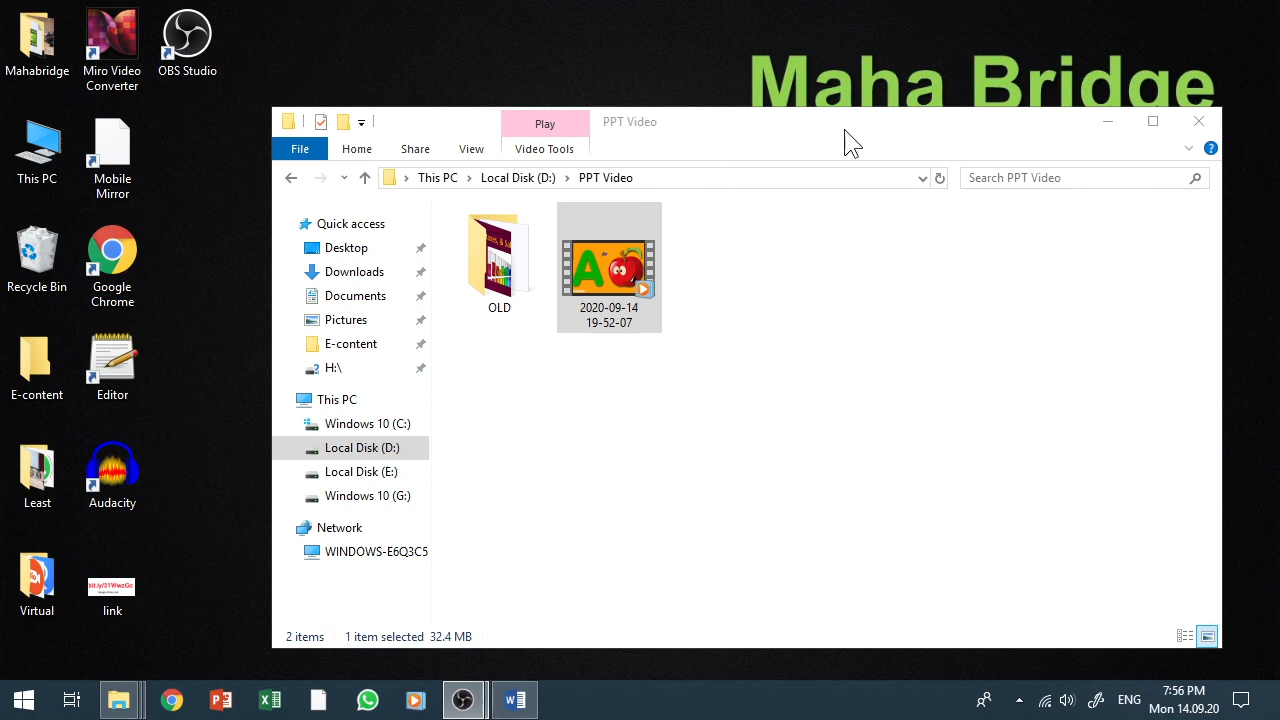 Mahabridge
Miro Video
Converter
OBS Studio
Maha Bridge
This PC
Mobile
Mirror
Recycle Bin
Google
Chrome
E-content
Editor
Least
Audacity
Virtual
bit.ly/31WwzGc
link
Play
PPT Video
File
Home
Share
View
Video Tools
This PC
Local Disk (D:)
PPT Video
Search PPT Video
Quick access
Desktop
Downloads
Documents
Pictures
E-content
H:\
This PC
Windows 10 (C:)
Local Disk (D:)
Local Disk (E:)
Windows 10 (G:)
Network
WINDOWS-E6Q3C5
OLD
A for
2020-09-14
19-52-07
2 items
1 item selected 32.4 MB
ENG
7:56 PM
Mon 14.09.20